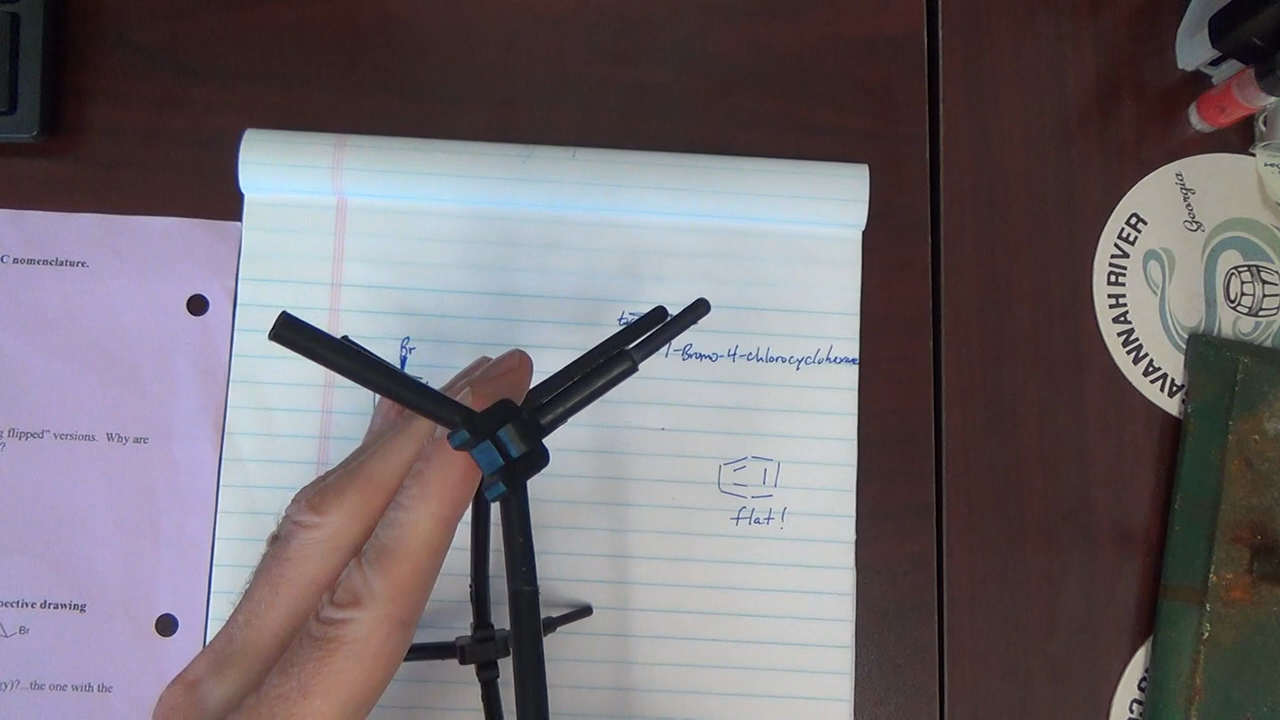 C nomenclature.
g flipped" versions. Why are
?
pective drawing
Br
gy)?...the one with the
Br
1-Bromo-4-chlorocyclohexane
flat!
Georgia
SAVANNAH RIVER